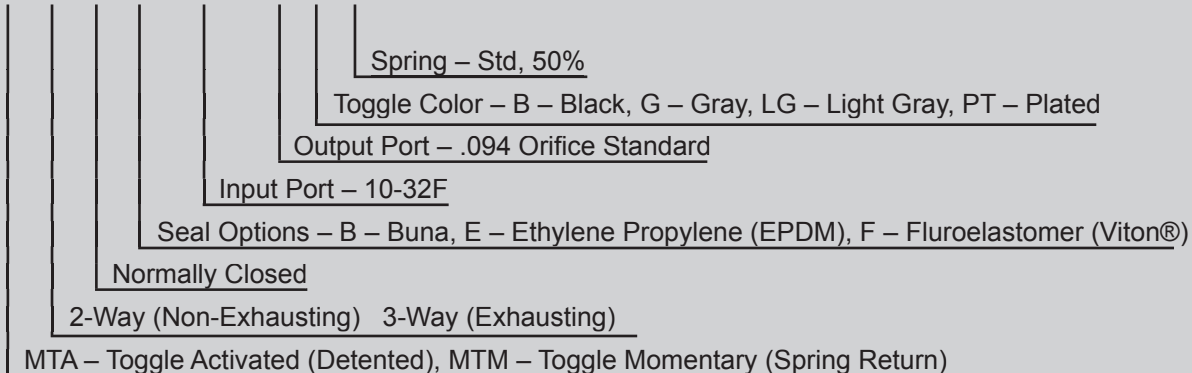 Spring – Std, 50%
Toggle Color – B – Black, G – Gray, LG – Light Gray, PT – Plated
Output Port – .094 Orifice Standard
Input Port – 10-32F
Seal Options – B – Buna, E – Ethylene Propylene (EPDM), F – Fluroelastomer (Viton®)
Normally Closed
2-Way (Non-Exhausting) 3-Way (Exhausting)
MTA – Toggle Activated (Detented), MTM – Toggle Momentary (Spring Return)